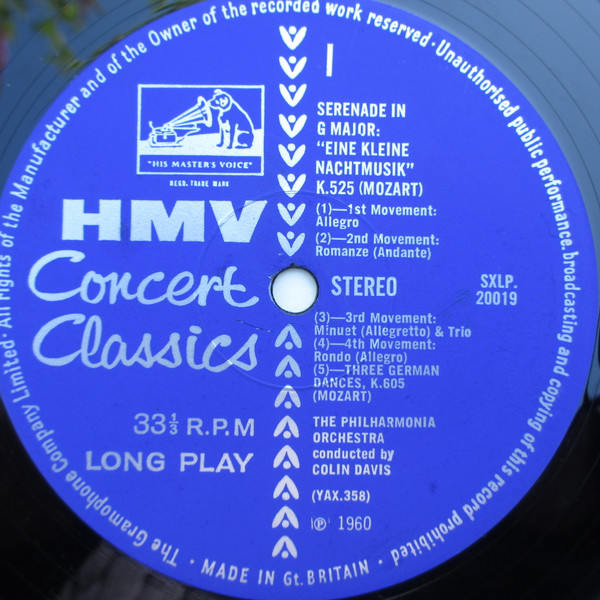 The Gramophone Company Limited · All rights of the Manufacturer and of the Owner of the recorded work reserved · Unauthorised public performance, broadcasting and copying of this record prohibited
· MADE IN Gt. BRITAIN ·
"HIS MASTER'S VOICE"
REGD. TRADE MARK
HMV
Concert
Classics
33⅓ R.P.M
LONG PLAY
1
SERENADE IN
G MAJOR:
"EINE KLEINE
NACHTMUSIK"
K.525 (MOZART)
(1)—1st Movement:
Allegro
(2)—2nd Movement:
Romanze (Andante)
STEREO
SXLP.
20019
(3)—3rd Movement:
Minuet (Allegretto) & Trio
(4)—4th Movement:
Rondo (Allegro)
(5)—THREE GERMAN
DANCES, K.605
(MOZART)
THE PHILHARMONIA
ORCHESTRA
conducted by
COLIN DAVIS
(YAX.358)
℗ 1960